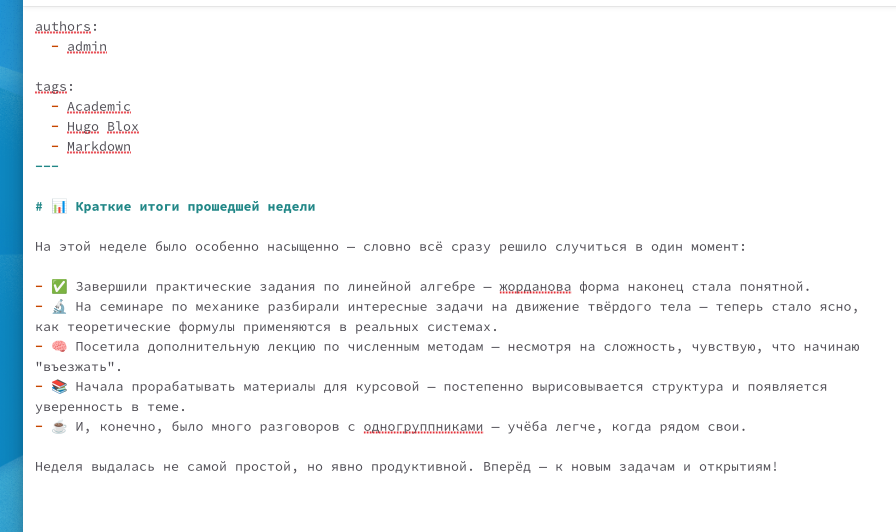 authors:
  - admin

tags:
  - Academic
  - Hugo Blox
  - Markdown
---

# 📊 Краткие итоги прошедшей недели

На этой неделе было особенно насыщенно — словно всё сразу решило случиться в один момент:

- ✅ Завершили практические задания по линейной алгебре — жорданова форма наконец стала понятной.
- 🔬 На семинаре по механике разбирали интересные задачи на движение твёрдого тела — теперь стало ясно,
как теоретические формулы применяются в реальных системах.
- 🧠 Посетила дополнительную лекцию по численным методам — несмотря на сложность, чувствую, что начинаю
"въезжать".
- 📚 Начала прорабатывать материалы для курсовой — постепенно вырисовывается структура и появляется
уверенность в теме.
- ☕ И, конечно, было много разговоров с одногруппниками — учёба легче, когда рядом свои.

Неделя выдалась не самой простой, но явно продуктивной. Вперёд — к новым задачам и открытиям!